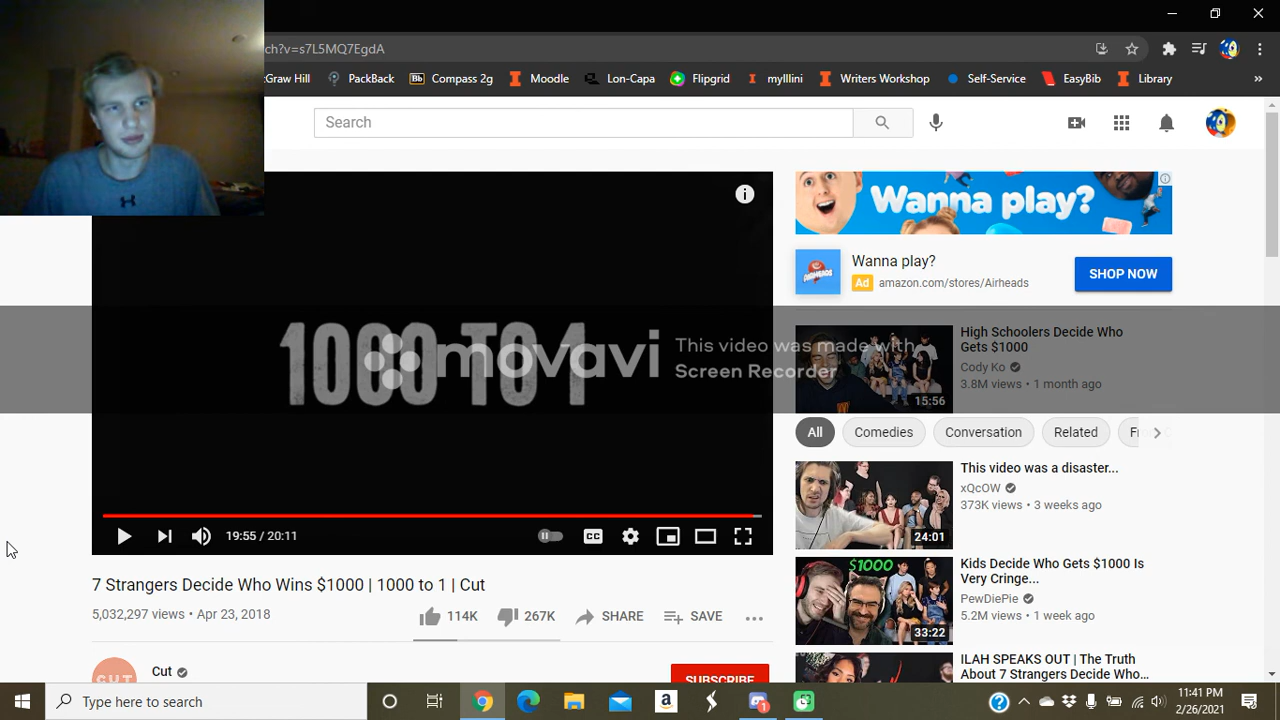 ch?v=s7L5MQ7EgdA
Graw Hill PackBack Bb Compass 2g Moodle Lon-Capa Flipgrid myIllini Writers Workshop Self-Service EasyBib Library »
Search
Wanna play?
Wanna play?
Ad amazon.com/stores/Airheads
SHOP NOW
1000 TO 1
movavi This video was made with
Screen Recorder
High Schoolers Decide Who
Gets $1000
Cody Ko
3.8M views • 1 month ago
15:56
All Comedies Conversation Related
This video was a disaster...
xQcOW
373K views • 3 weeks ago
24:01
19:55 / 20:11
CC
$1000
Kids Decide Who Gets $1000 Is
Very Cringe...
PewDiePie
5.2M views • 1 week ago
33:22
7 Strangers Decide Who Wins $1000 | 1000 to 1 | Cut
5,032,297 views • Apr 23, 2018
114K 267K SHARE SAVE ...
ILAH SPEAKS OUT | The Truth
About 7 Strangers Decide Who...
CUT
Cut
SUBSCRIBE
Type here to search
11:41 PM
2/26/2021